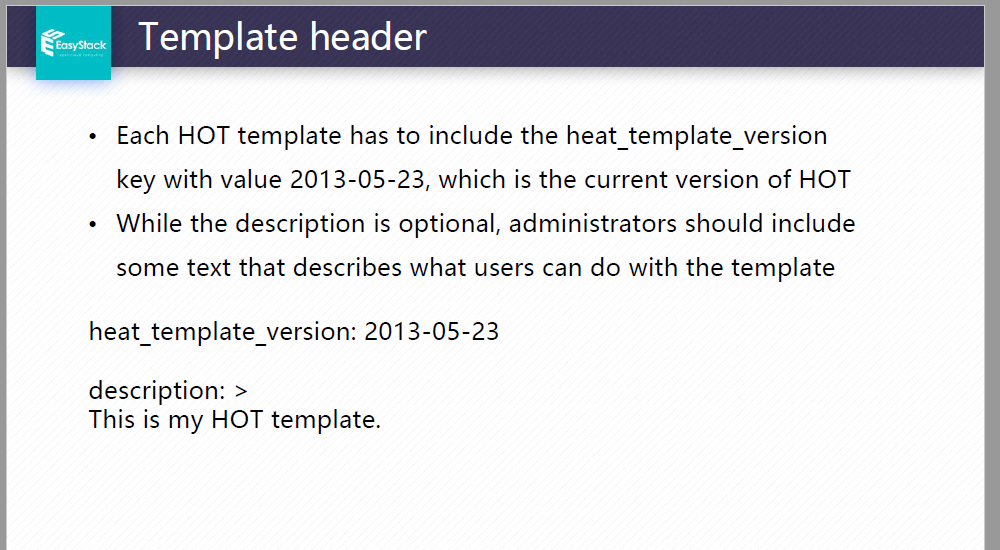 EasyStack
Template header
• Each HOT template has to include the heat_template_version
key with value 2013-05-23, which is the current version of HOT
• While the description is optional, administrators should include
some text that describes what users can do with the template
heat_template_version: 2013-05-23
description: >
This is my HOT template.